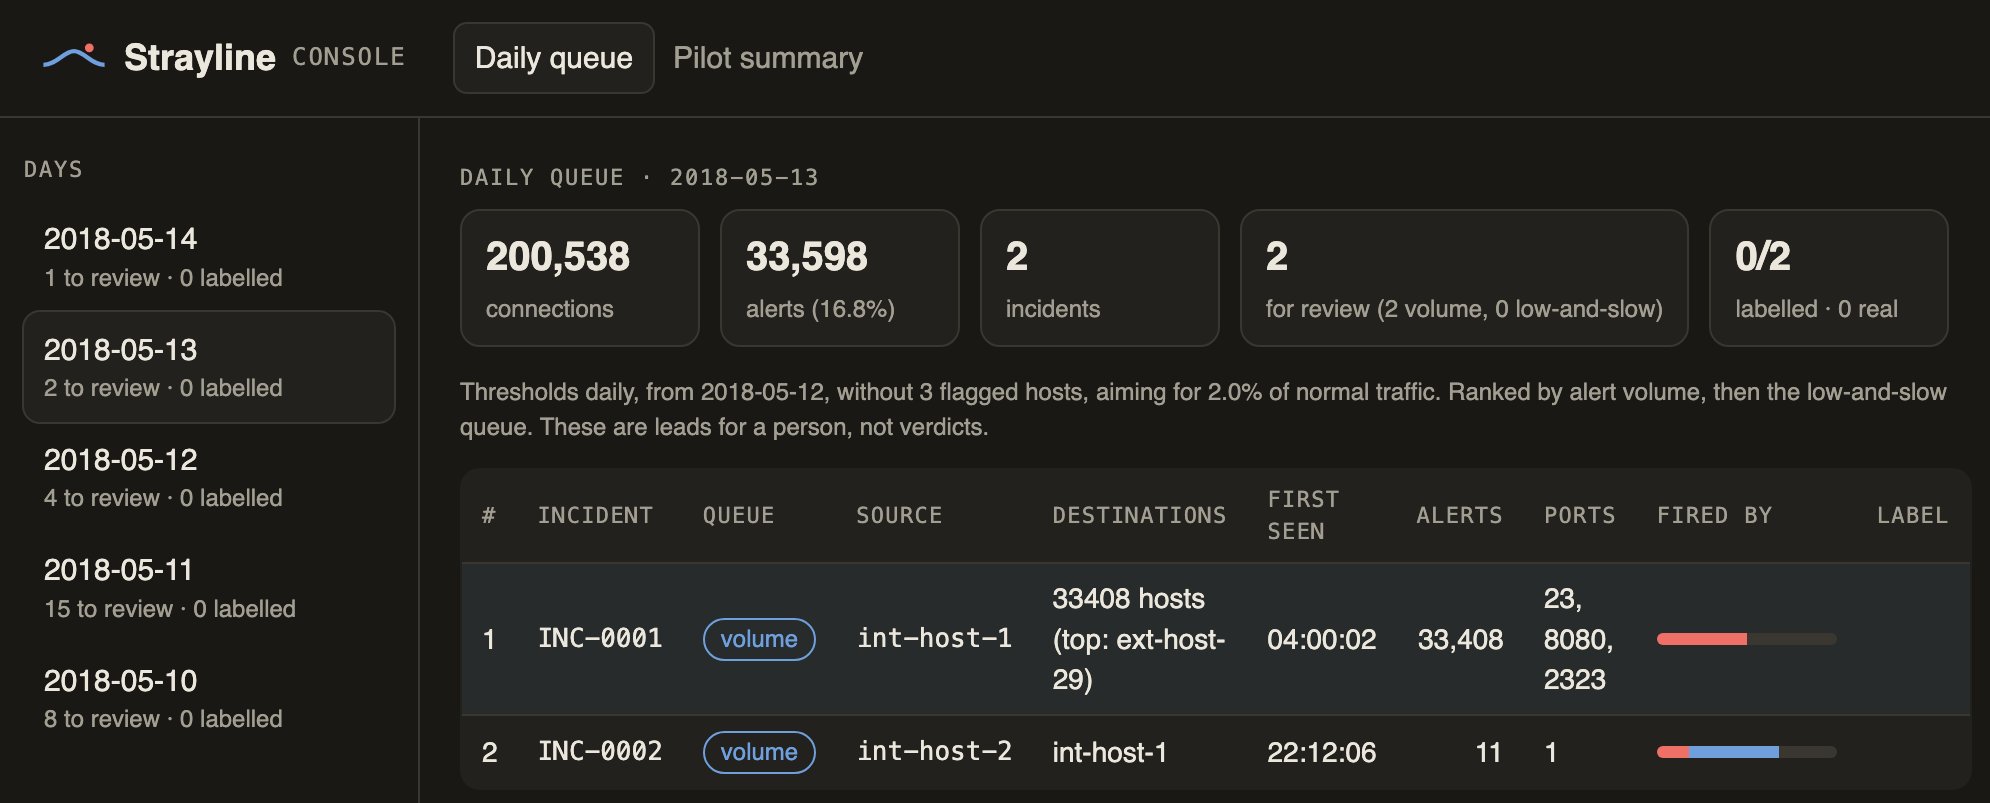 Strayline CONSOLE
Daily queue
Pilot summary
DAYS
2018-05-14
1 to review · 0 labelled
2018-05-13
2 to review · 0 labelled
2018-05-12
4 to review · 0 labelled
2018-05-11
15 to review · 0 labelled
2018-05-10
8 to review · 0 labelled
DAILY QUEUE · 2018-05-13
200,538
connections
33,598
alerts (16.8%)
2
incidents
2
for review (2 volume, 0 low-and-slow)
0/2
labelled · 0 real
Thresholds daily, from 2018-05-12, without 3 flagged hosts, aiming for 2.0% of normal traffic. Ranked by alert volume, then the low-and-slow
queue. These are leads for a person, not verdicts.
# INCIDENT QUEUE SOURCE DESTINATIONS FIRST SEEN ALERTS PORTS FIRED BY LABEL
1 INC-0001 volume int-host-1 33408 hosts (top: ext-host-29) 04:00:02 33,408 23, 8080, 2323
2 INC-0002 volume int-host-2 int-host-1 22:12:06 11 1